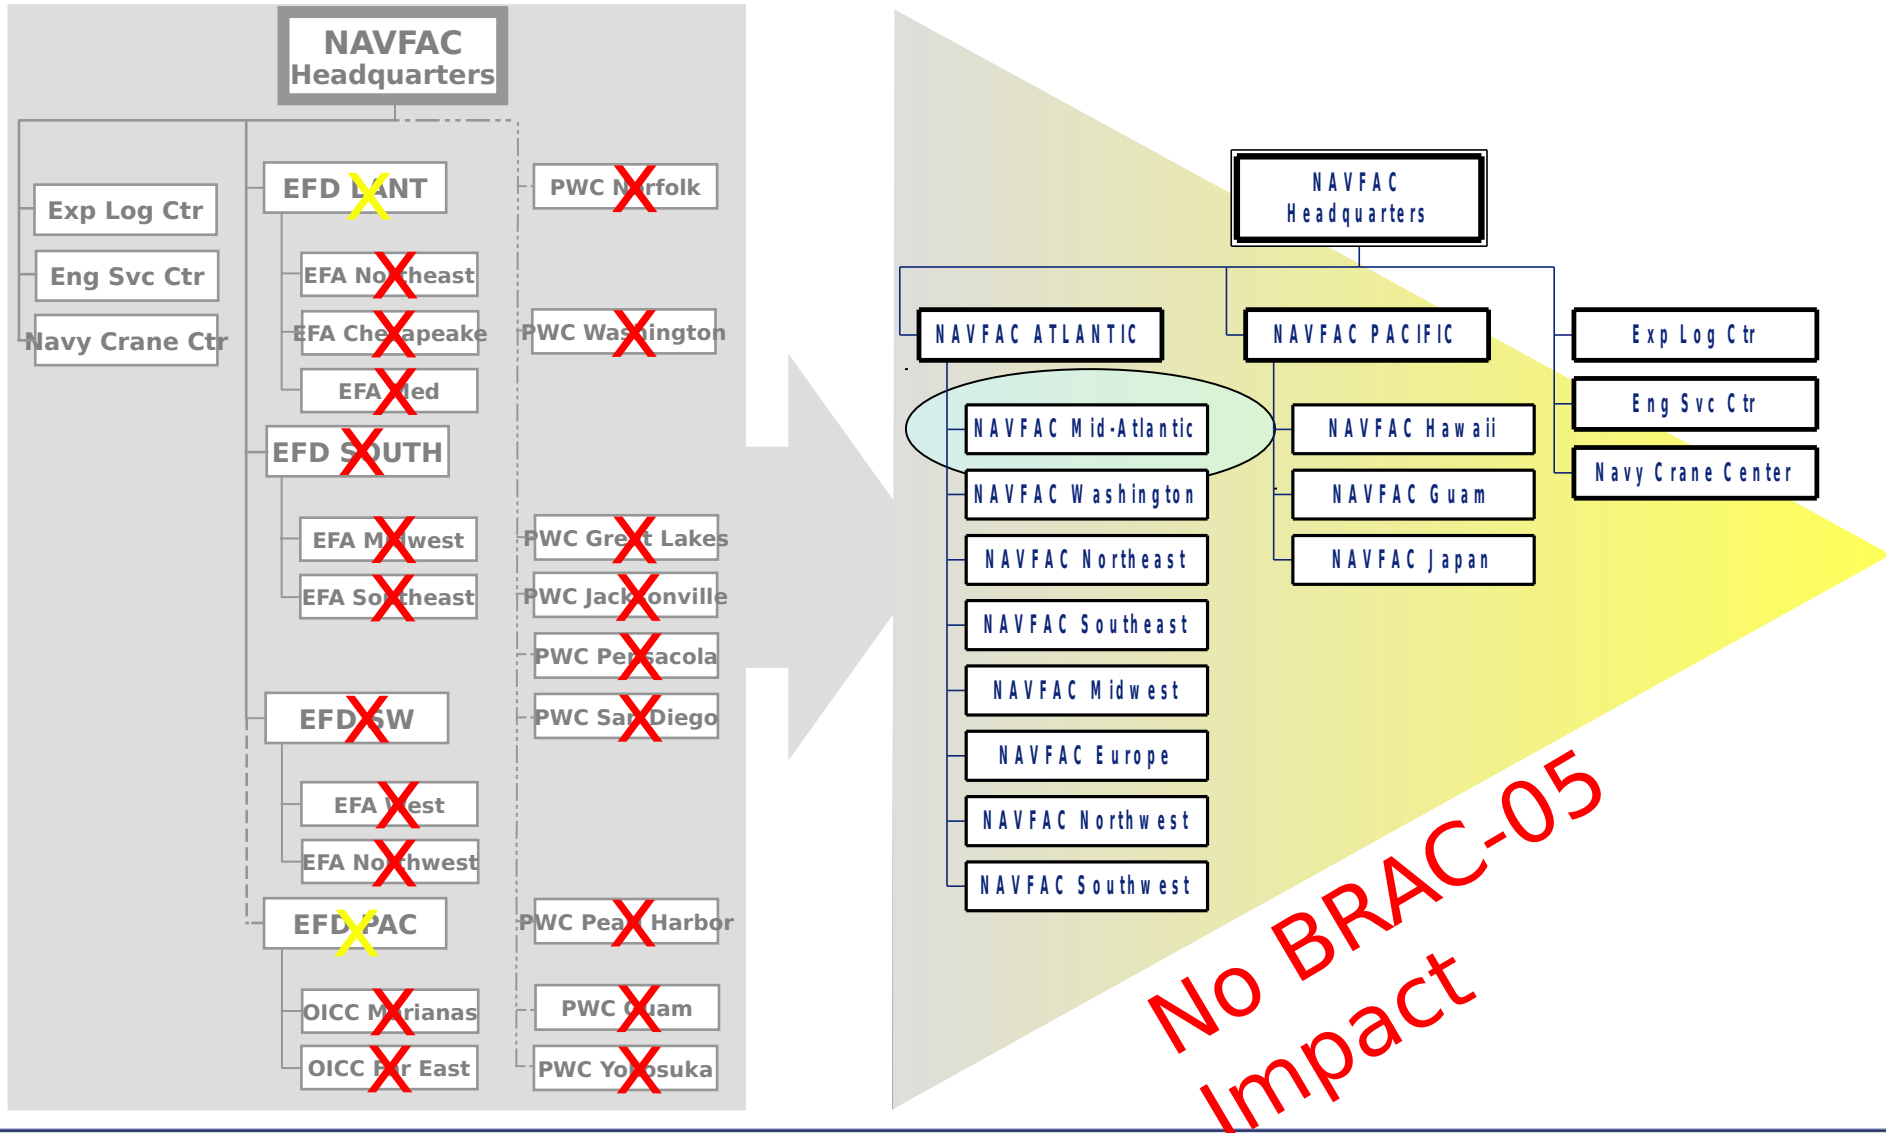 NAVFAC
Headquarters
Exp Log Ctr
Eng Svc Ctr
Navy Crane Ctr
EFD LANT
X
EFA Northeast
X
EFA Chesapeake
X
EFA Med
X
EFD SOUTH
X
EFA Midwest
X
EFA Southeast
X
EFD SW
X
EFA West
X
EFA Northwest
X
EFD PAC
X
OICC Marianas
X
OICC Far East
X
PWC Norfolk
X
PWC Washington
X
PWC Great Lakes
X
PWC Jacksonville
X
PWC Pensacola
X
PWC San Diego
X
PWC Pearl Harbor
X
PWC Guam
X
PWC Yokosuka
X
NAVFAC
Headquarters
NAVFAC ATLANTIC
NAVFAC Mid-Atlantic
NAVFAC Washington
NAVFAC Northeast
NAVFAC Southeast
NAVFAC Midwest
NAVFAC Europe
NAVFAC Northwest
NAVFAC Southwest
NAVFAC PACIFIC
NAVFAC Hawaii
NAVFAC Guam
NAVFAC Japan
Exp Log Ctr
Eng Svc Ctr
Navy Crane Center
No BRAC-05
Impact